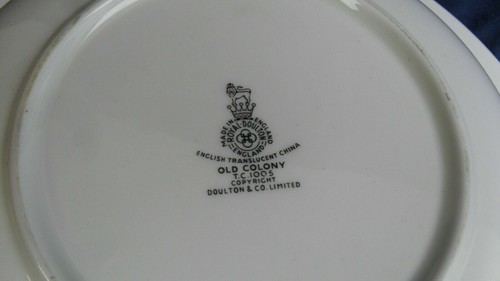 MADE IN ENGLAND
ROYAL DOULTON
ENGLAND
ENGLISH TRANSLUCENT CHINA
OLD COLONY
T.C.1005
COPYRIGHT
DOULTON & CO. LIMITED